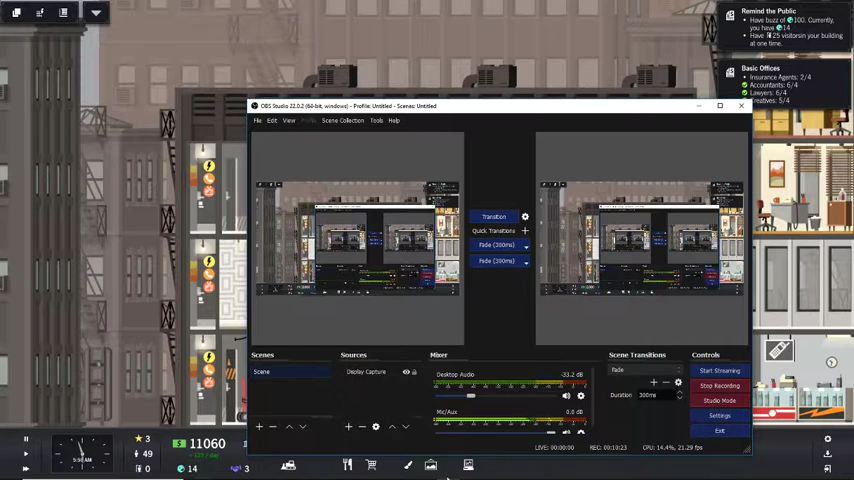 Remind the Public
Have buzz of 100. Currently,
you have 14
Have 25 visitors in your building
at one time.
Basic Offices
Insurance Agents: 2/4
Accountants: 6/4
Lawyers: 6/4
Creatives: 5/4
OBS Studio 22.0.2 (64-bit, windows) - Profile: Untitled - Scenes: Untitled
File Edit View Profile Scene Collection Tools Help
Transition
Quick Transitions
Fade (300ms)
Fade (300ms)
Scenes
Sources
Mixer
Scene Transitions
Controls
Scene
Display Capture
Desktop Audio
-33.2 dB
Mic/Aux
0.0 dB
Fade
Duration
300ms
Start Streaming
Stop Recording
Studio Mode
Settings
Exit
LIVE: 00:00:00
REC: 00:10:23
CPU: 14.4%, 21.29 fps
3
49
0
$ 11060
14
3